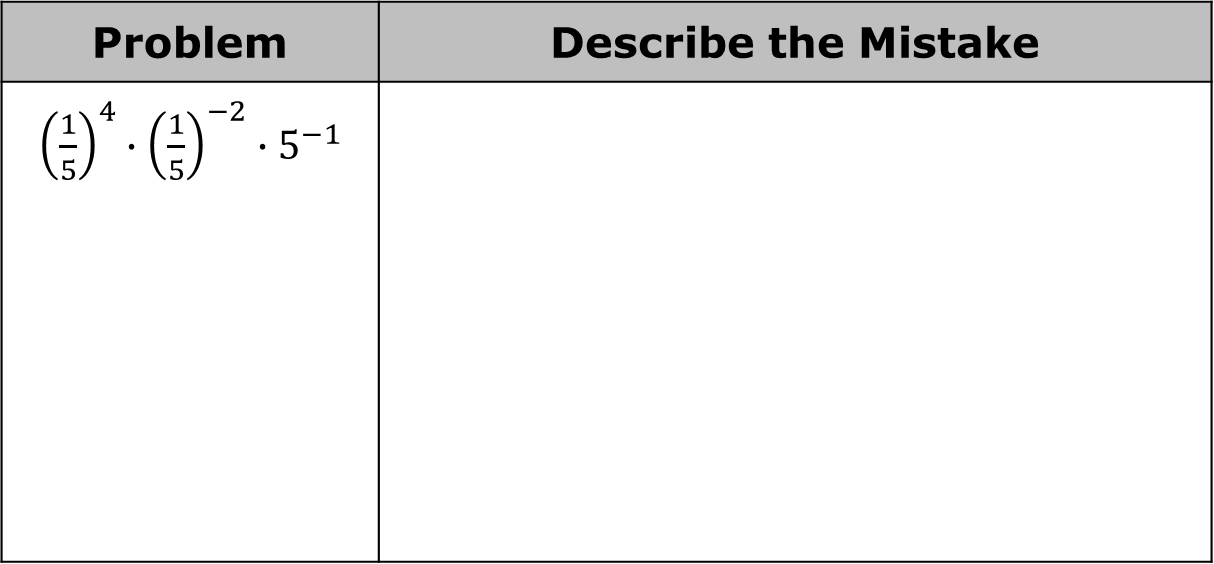 Problem
Describe the Mistake
(1/5)⁴ · (1/5)⁻² · 5⁻¹